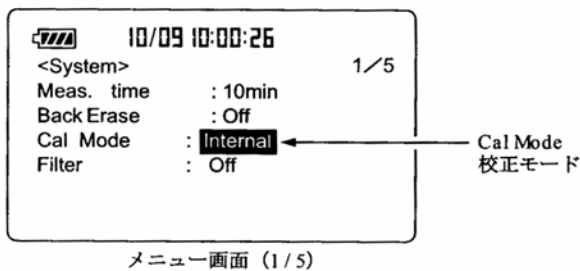 10/09 10:00:26
<System> 1/5
Meas. time : 10min
Back Erase : Off
Cal Mode : Internal
Filter : Off
Cal Mode
校正モード
メニュー画面 (1/5)